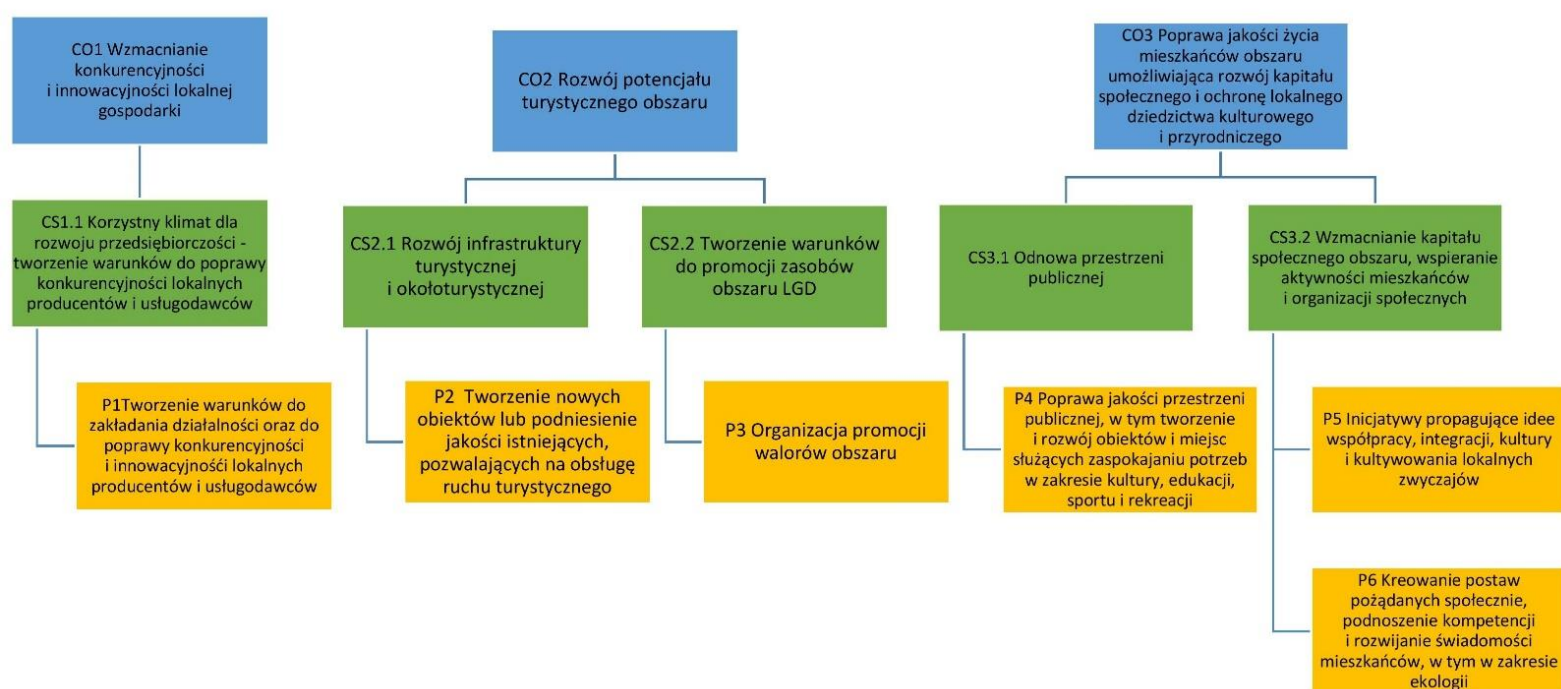 CO1 Wzmacnianie
konkurencyjności
i innowacyjności lokalnej
gospodarki
CO2 Rozwój potencjału
turystycznego obszaru
CO3 Poprawa jakości życia
mieszkańców obszaru
umożliwiająca rozwój kapitału
społecznego i ochronę lokalnego
dziedzictwa kulturowego
i przyrodniczego
CS1.1 Korzystny klimat dla
rozwoju przedsiębiorczości -
tworzenie warunków do poprawy
konkurencyjności lokalnych
producentów i usługodawców
CS2.1 Rozwój infrastruktury
turystycznej
i okołoturystycznej
CS2.2 Tworzenie warunków
do promocji zasobów
obszaru LGD
CS3.1 Odnowa przestrzeni
publicznej
CS3.2 Wzmacnianie kapitału
społecznego obszaru, wspieranie
aktywności mieszkańców
i organizacji społecznych
P1Tworzenie warunków do
zakładania działalności oraz do
poprawy konkurencyjności
i innowacyjnośći lokalnych
producentów i usługodawców
P2  Tworzenie nowych
obiektów lub podniesienie
jakości istniejących,
pozwalających na obsługę
ruchu turystycznego
P3 Organizacja promocji
walorów obszaru
P4 Poprawa jakości przestrzeni
publicznej, w tym tworzenie
i rozwój obiektów i miejsc
służących zaspokajaniu potrzeb
w zakresie kultury, edukacji,
sportu i rekreacji
P5 Inicjatywy propagujące idee
współpracy, integracji, kultury
i kultywowania lokalnych
zwyczajów
P6 Kreowanie postaw
pożądanych społecznie,
podnoszenie kompetencji
i rozwijanie świadomości
mieszkańców, w tym w zakresie
ekologii